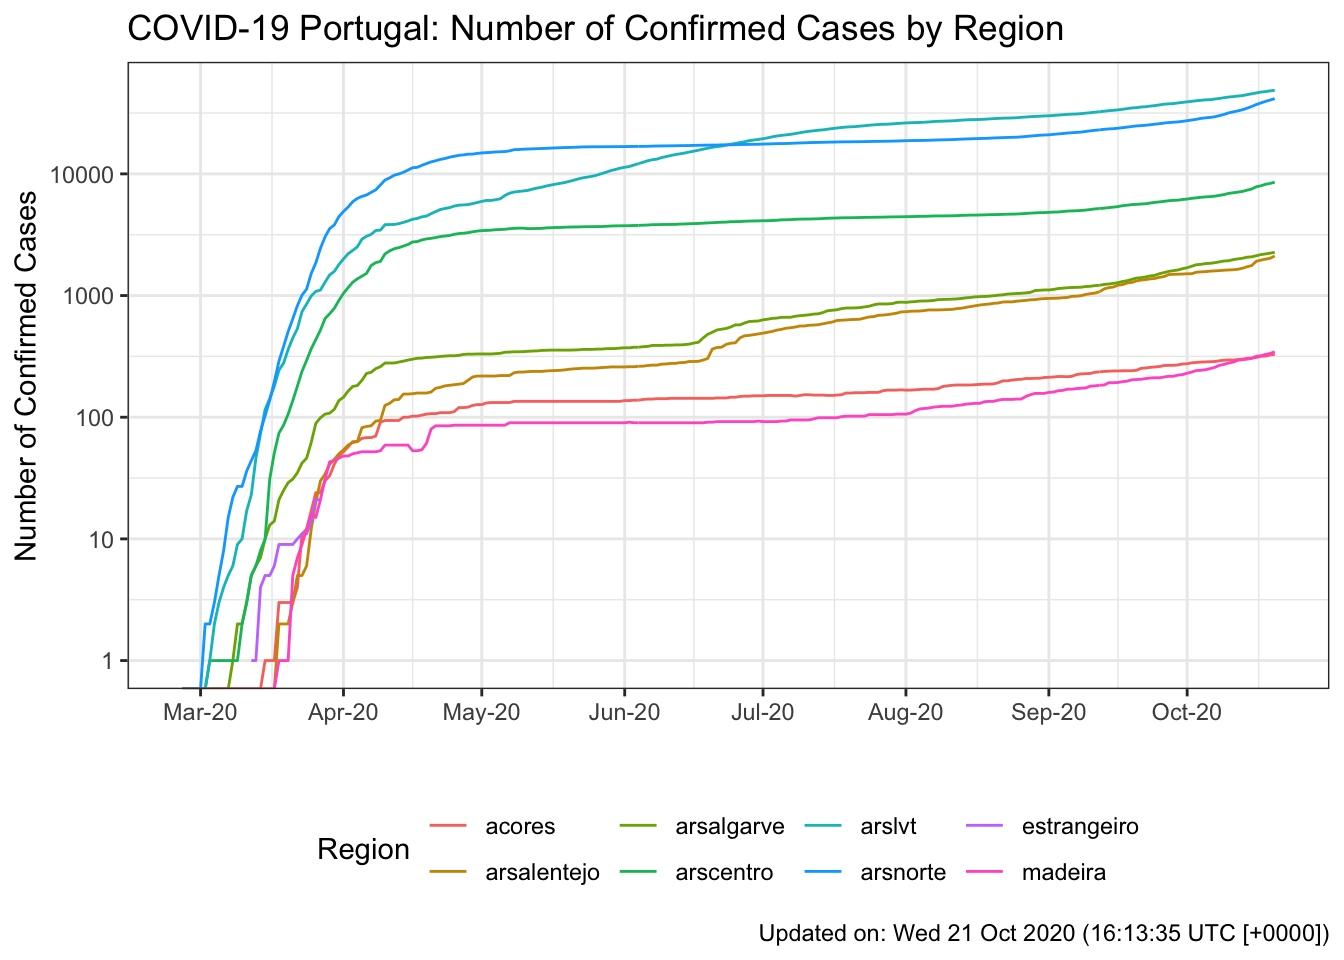 COVID-19 Portugal: Number of Confirmed Cases by Region
Number of Confirmed Cases
10000
1000
100
10
1
Mar-20 Apr-20 May-20 Jun-20 Jul-20 Aug-20 Sep-20 Oct-20
Region
acores arsalgarve arslvt estrangeiro
arsalentejo arscentro arsnorte madeira
Updated on: Wed 21 Oct 2020 (16:13:35 UTC [+0000])